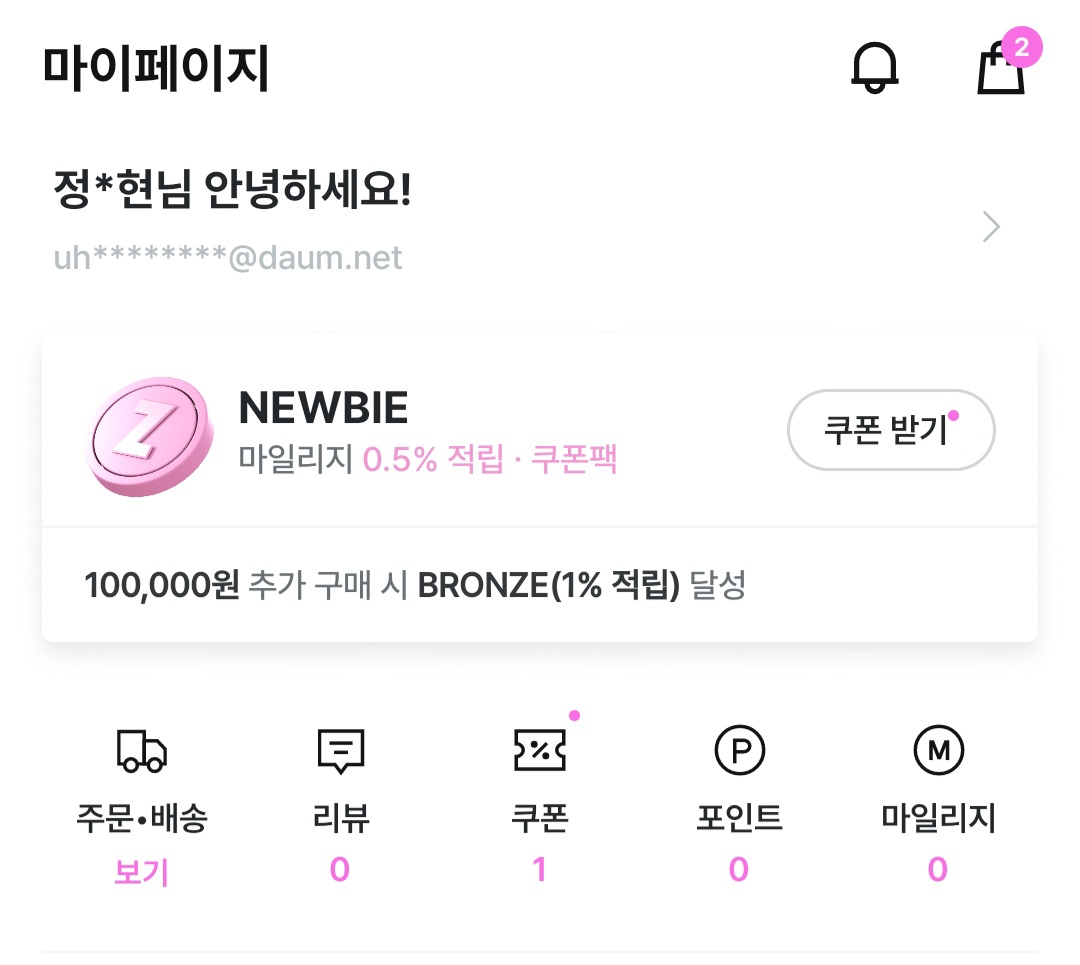 마이페이지
2
정*현님 안녕하세요!
uh********@daum.net
Z
NEWBIE
마일리지 0.5% 적립 · 쿠폰팩
쿠폰 받기
100,000원 추가 구매 시 BRONZE(1% 적립) 달성
% P M
주문•배송 리뷰 쿠폰 포인트 마일리지
보기 0 1 0 0